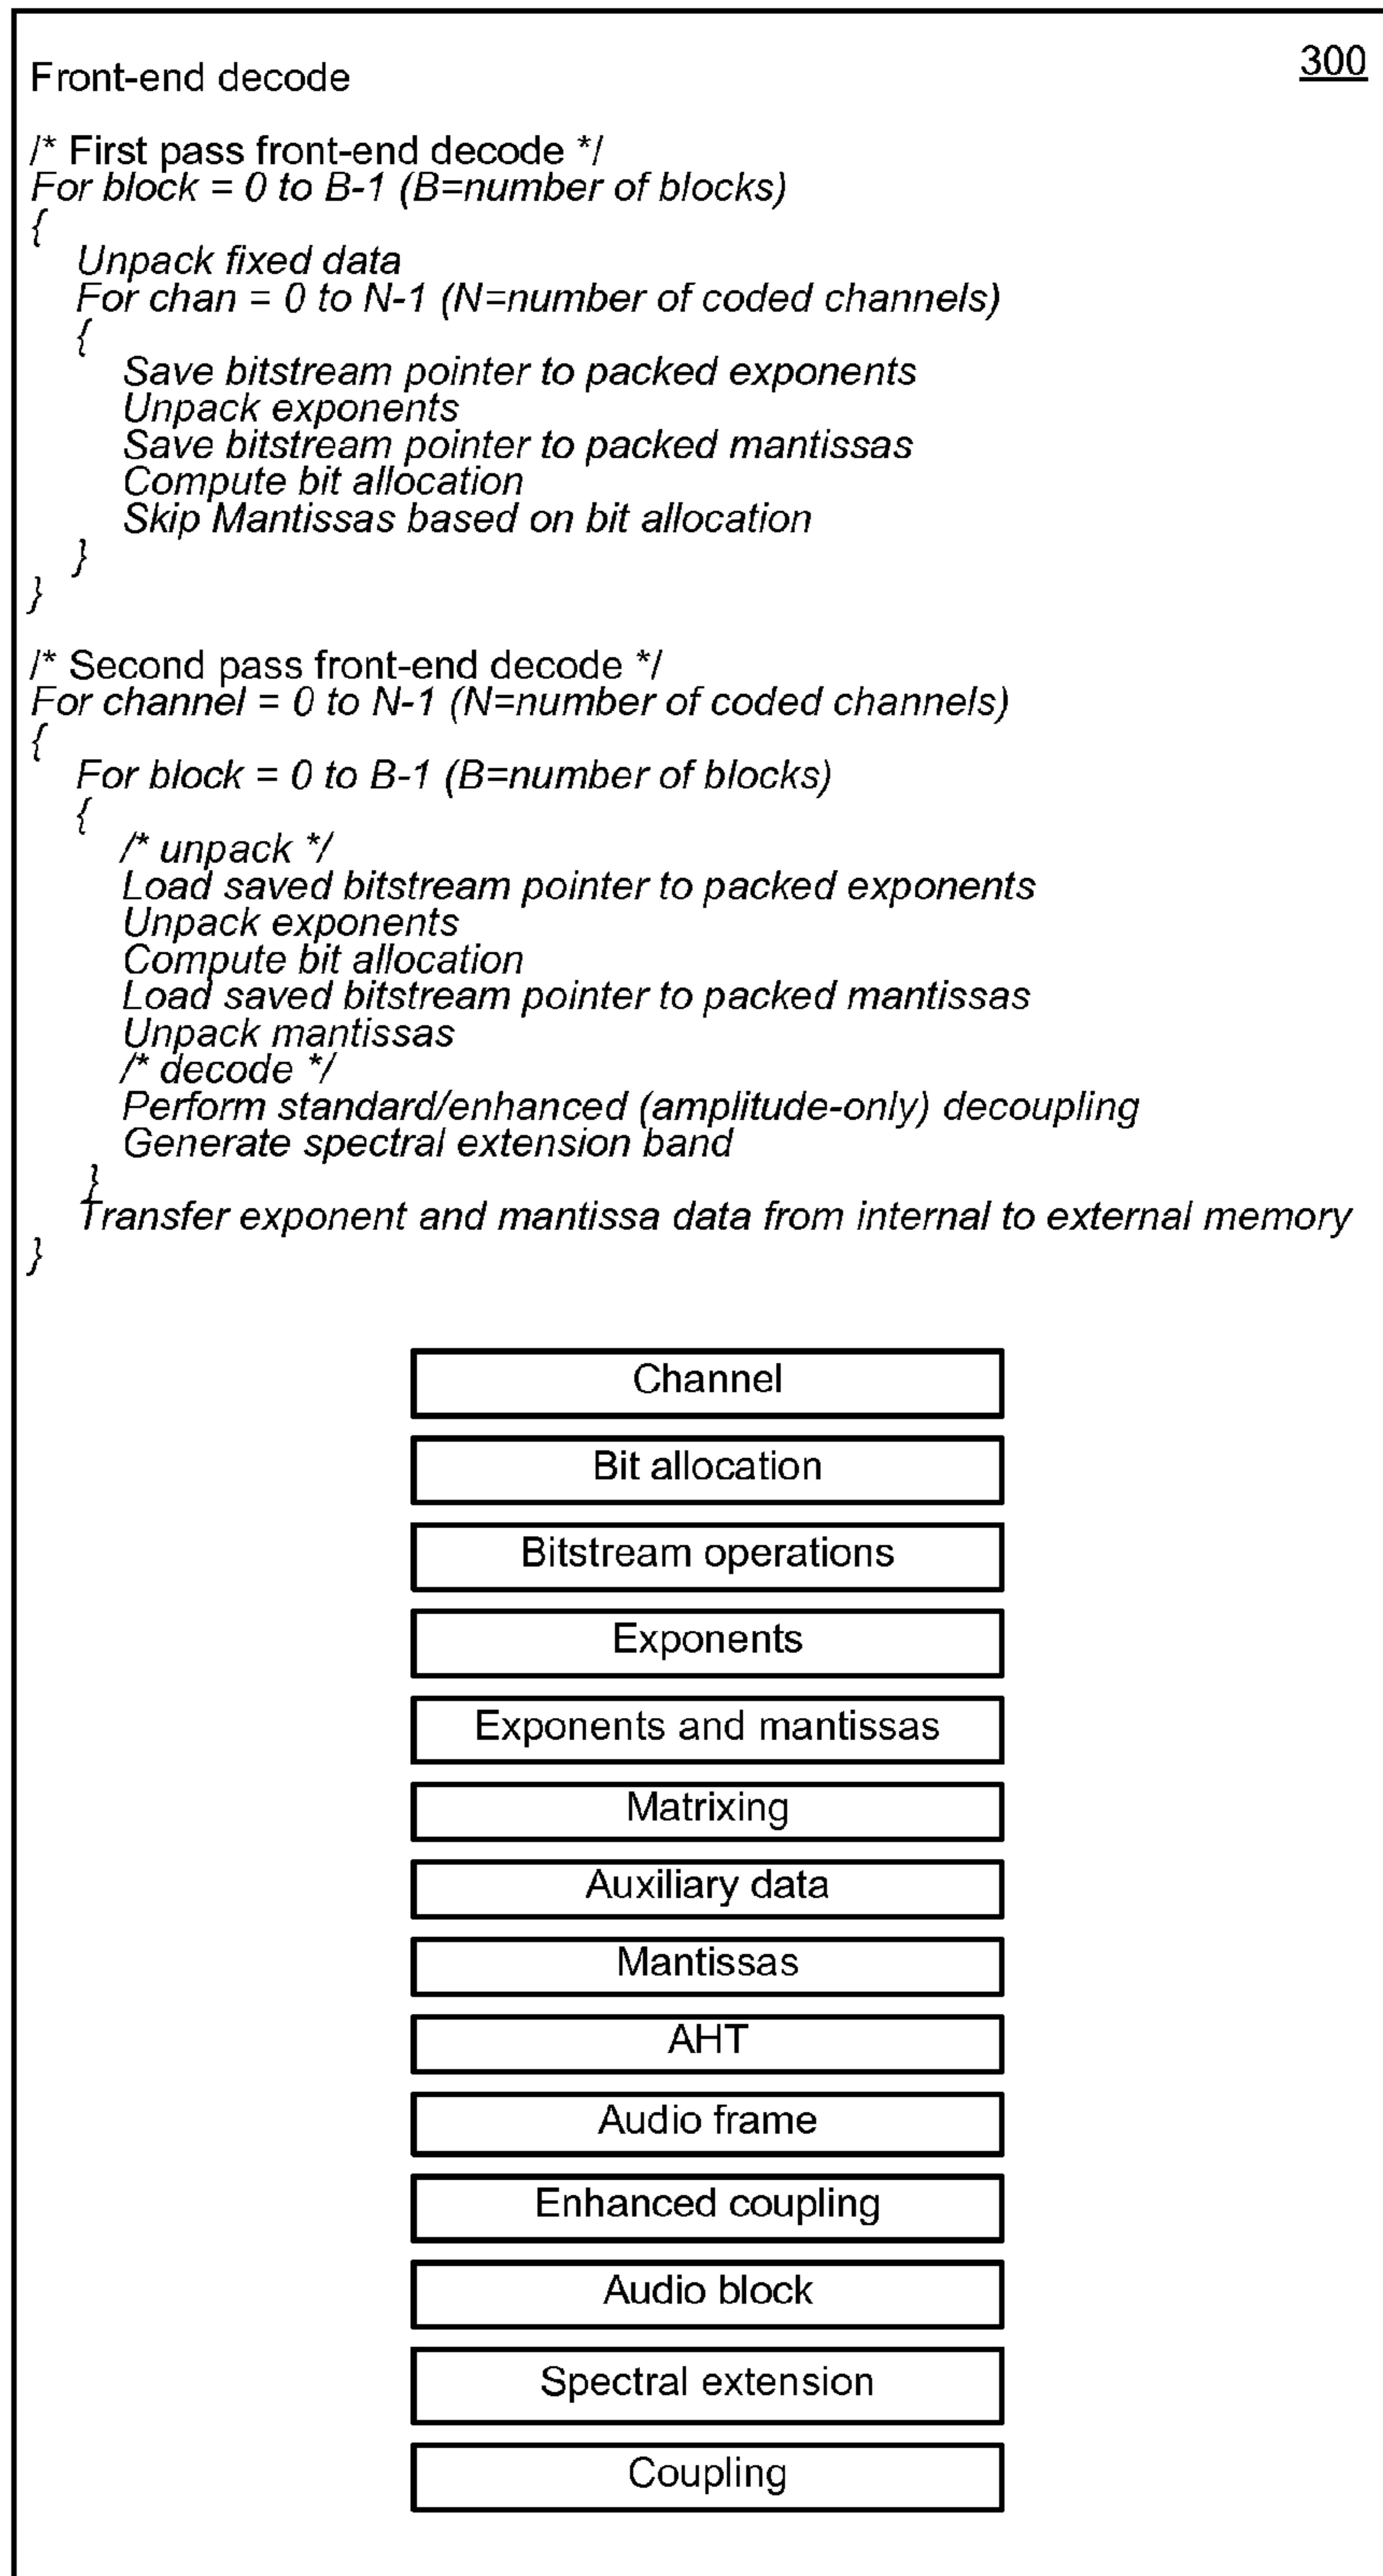 300
Front-end decode
/* First pass front-end decode */
For block = 0 to B-1 (B=number of blocks)
{
Unpack fixed data
For chan = 0 to N-1 (N=number of coded channels)
{
Save bitstream pointer to packed exponents
Unpack exponents
Save bitstream pointer to packed mantissas
Compute bit allocation
Skip Mantissas based on bit allocation
}
}
/* Second pass front-end decode */
For channel = 0 to N-1 (N=number of coded channels)
{
For block = 0 to B-1 (B=number of blocks)
{
/* unpack */
Load saved bitstream pointer to packed exponents
Unpack exponents
Compute bit allocation
Load saved bitstream pointer to packed mantissas
Unpack mantissas
/* decode */
Perform standard/enhanced (amplitude-only) decoupling
Generate spectral extension band
}
Transfer exponent and mantissa data from internal to external memory
}
Channel
Bit allocation
Bitstream operations
Exponents
Exponents and mantissas
Matrixing
Auxiliary data
Mantissas
AHT
Audio frame
Enhanced coupling
Audio block
Spectral extension
Coupling